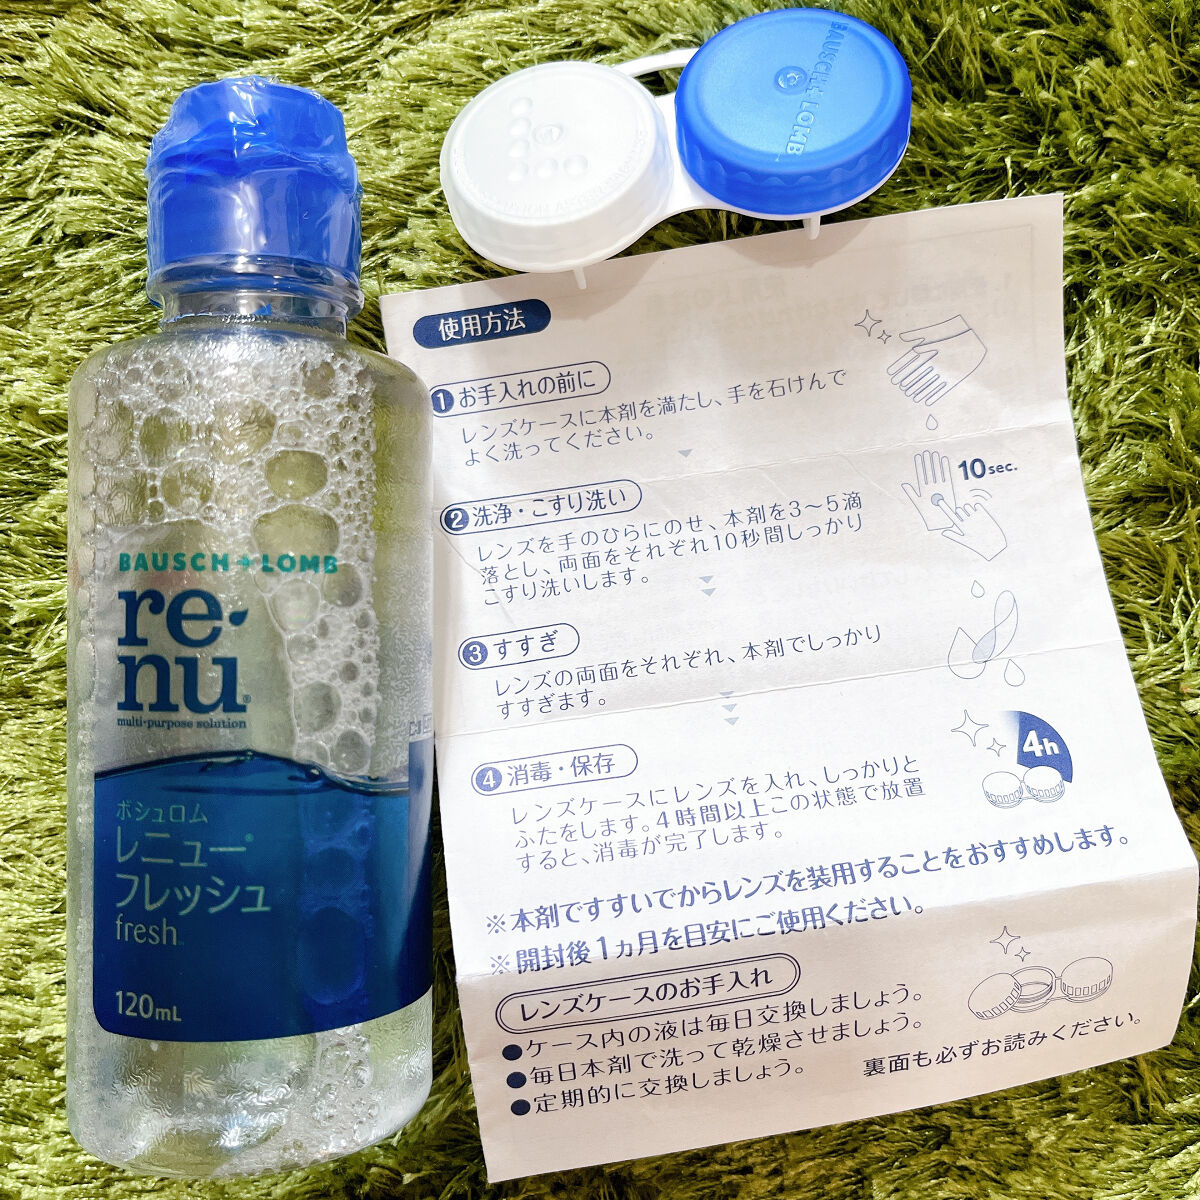 BAUSCH + LOMB
BAUSCH + LOMB
re·
nu®
multi-purpose solution
ボシュロム
レニュー®
フレッシュ
fresh™
120mL
使用方法
① お手入れの前に
レンズケースに本剤を満たし、手を石けんで
よく洗ってください。
② 洗浄・こすり洗い
レンズを手のひらにのせ、本剤を3〜5滴
落とし、両面をそれぞれ10秒間しっかり
こすり洗いします。
10sec.
③ すすぎ
レンズの両面をそれぞれ、本剤でしっかり
すすぎます。
④ 消毒・保存
レンズケースにレンズを入れ、しっかりと
ふたをします。4時間以上この状態で放置
すると、消毒が完了します。
4h
※本剤ですすいでからレンズを装用することをおすすめします。
※開封後1ヵ月を目安にご使用ください。
レンズケースのお手入れ
●ケース内の液は毎日交換しましょう。
●毎日本剤で洗って乾燥させましょう。
●定期的に交換しましょう。
裏面も必ずお読みください。